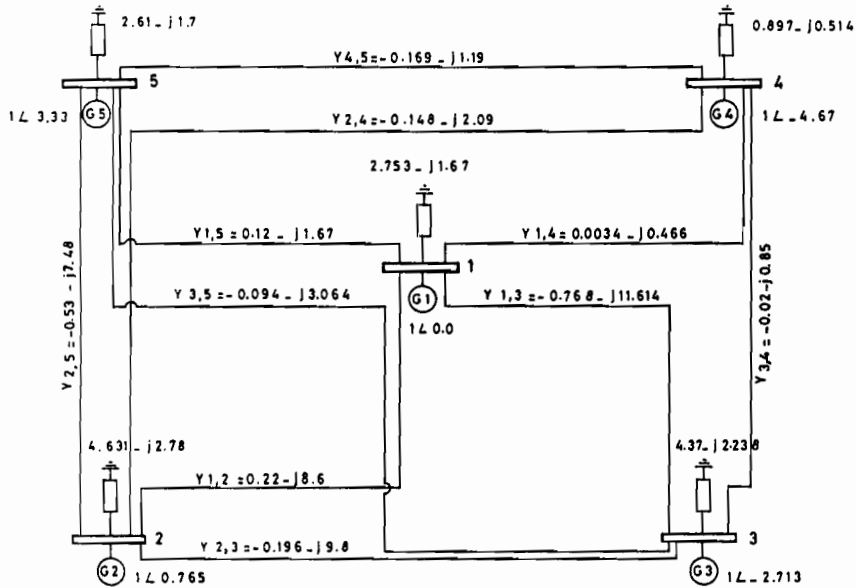 2.61 - j1.7
0.897 - j0.514
Y4,5 = -0.169 - j1.19
5
4
G5
G4
1∠ 3.33
1∠ -4.67
Y2,4 = -0.148 - j2.09
2.753 - j1.67
Y1,5 = 0.12 - j1.67
Y1,4 = 0.0034 - j0.466
1
Y 3,5 = -0.094 - j3.064
G1
Y 1,3 = -0.768 - j11.614
1∠ 0.0
Y 2,5 = -0.53 - j7.48
Y 3,4 = -0.02 - j0.85
4.631 - j2.78
4.37 - j2.238
Y1,2 = 0.22 - j8.6
2
3
Y 2,3 = -0.196 - j9.8
G2
1∠ 0.765
G3
1∠ -2.713